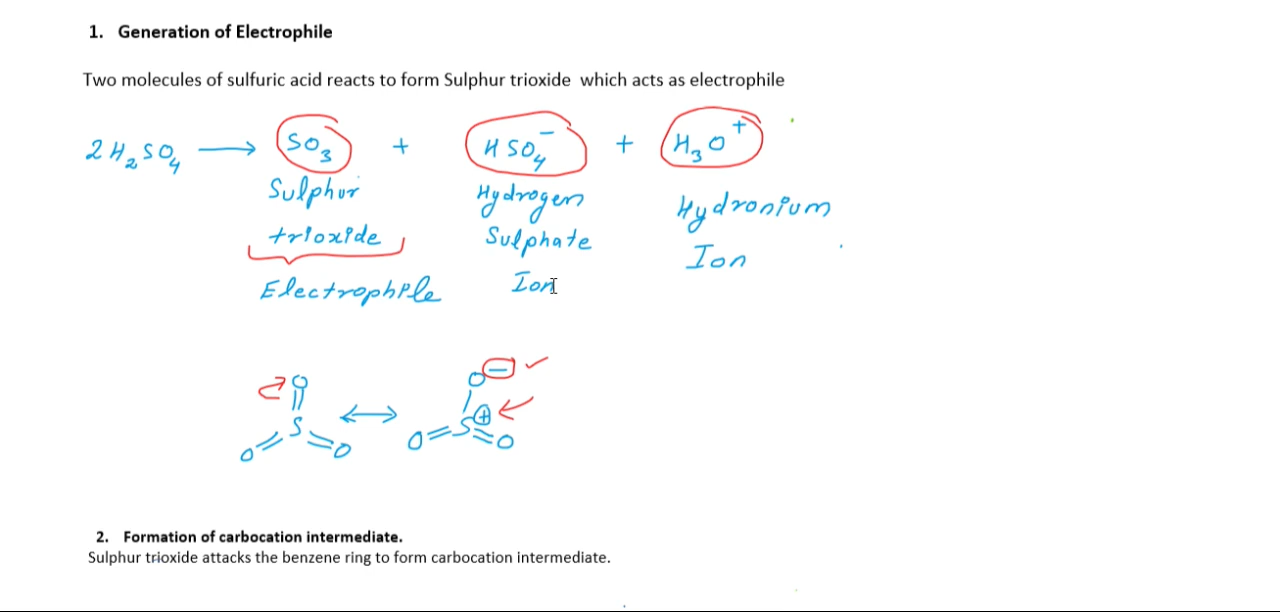 1. Generation of Electrophile
Two molecules of sulfuric acid reacts to form Sulphur trioxide which acts as electrophile
2H₂SO₄ ⟶ SO₃ + HSO₄⁻ + H₃O⁺
Sulphur Hydrogen Hydronium
trioxide Sulphate Ion
Electrophile Ion
O O⊖
S ⟷ S⊕
O O O O
2. Formation of carbocation intermediate.
Sulphur trioxide attacks the benzene ring to form carbocation intermediate.